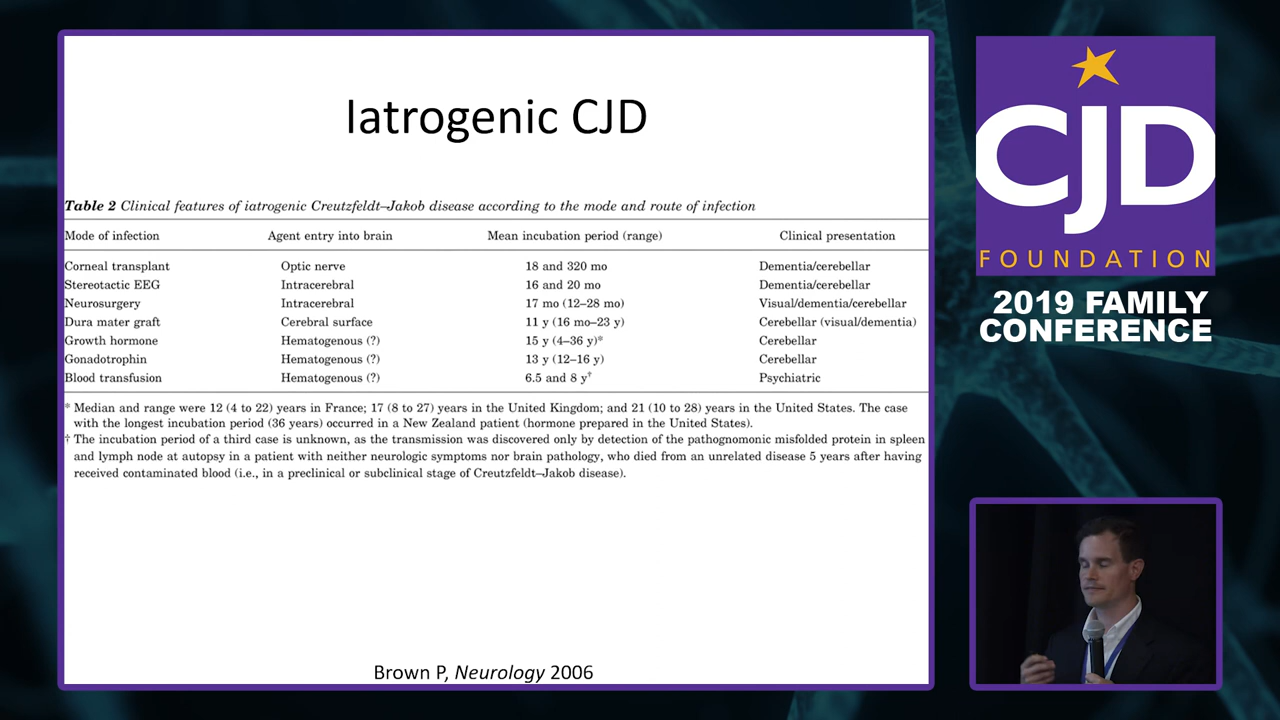 Iatrogenic CJD
Table 2 Clinical features of iatrogenic Creutzfeldt–Jakob disease according to the mode and route of infection
Mode of infection Agent entry into brain Mean incubation period (range) Clinical presentation
Corneal transplant Optic nerve 18 and 320 mo Dementia/cerebellar
Stereotactic EEG Intracerebral 16 and 20 mo Dementia/cerebellar
Neurosurgery Intracerebral 17 mo (12–28 mo) Visual/dementia/cerebellar
Dura mater graft Cerebral surface 11 y (16 mo–23 y) Cerebellar (visual/dementia)
Growth hormone Hematogenous (?) 15 y (4–36 y)* Cerebellar
Gonadotrophin Hematogenous (?) 13 y (12–16 y) Cerebellar
Blood transfusion Hematogenous (?) 6.5 and 8 y† Psychiatric
* Median and range were 12 (4 to 22) years in France; 17 (8 to 27) years in the United Kingdom; and 21 (10 to 28) years in the United States. The case
with the longest incubation period (36 years) occurred in a New Zealand patient (hormone prepared in the United States).
† The incubation period of a third case is unknown, as the transmission was discovered only by detection of the pathognomonic misfolded protein in spleen
and lymph node at autopsy in a patient with neither neurologic symptoms nor brain pathology, who died from an unrelated disease 5 years after having
received contaminated blood (i.e., in a preclinical or subclinical stage of Creutzfeldt–Jakob disease).
Brown P, Neurology 2006
CJD
FOUNDATION
2019 FAMILY
CONFERENCE